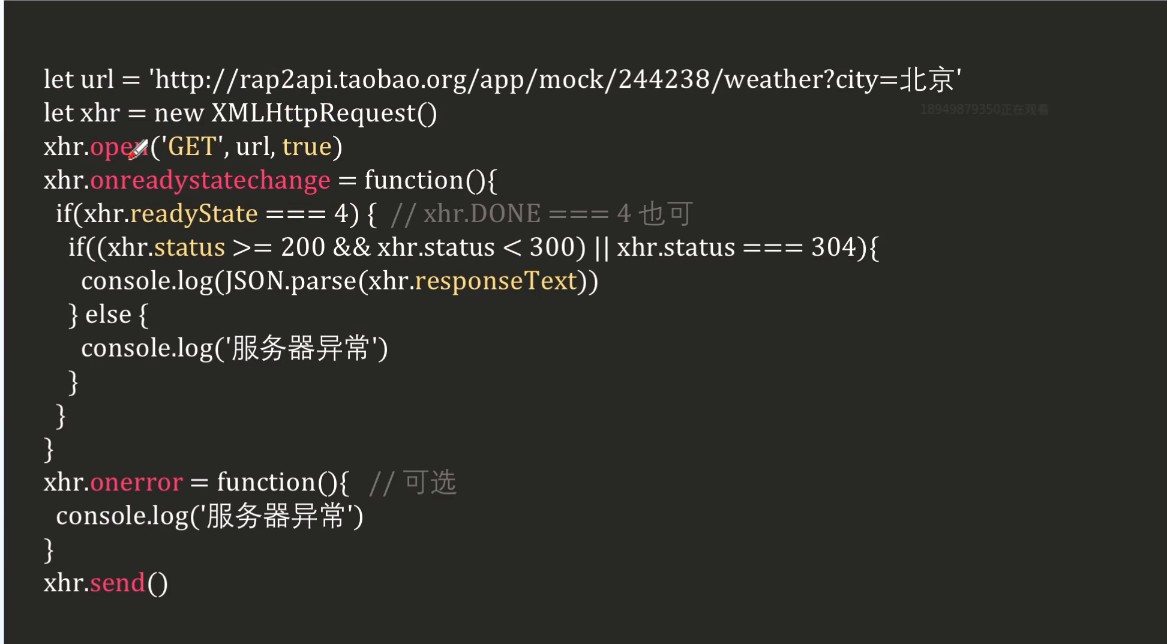 let url = 'http://rap2api.taobao.org/app/mock/244238/weather?city=北京'
let xhr = new XMLHttpRequest()
18949879350正在观看
xhr.open('GET', url, true)
xhr.onreadystatechange = function(){
if(xhr.readyState === 4) { // xhr.DONE === 4 也可
if((xhr.status >= 200 && xhr.status < 300) || xhr.status === 304){
console.log(JSON.parse(xhr.responseText))
} else {
console.log('服务器异常')
}
}
}
xhr.onerror = function(){ // 可选
console.log('服务器异常')
}
xhr.send()